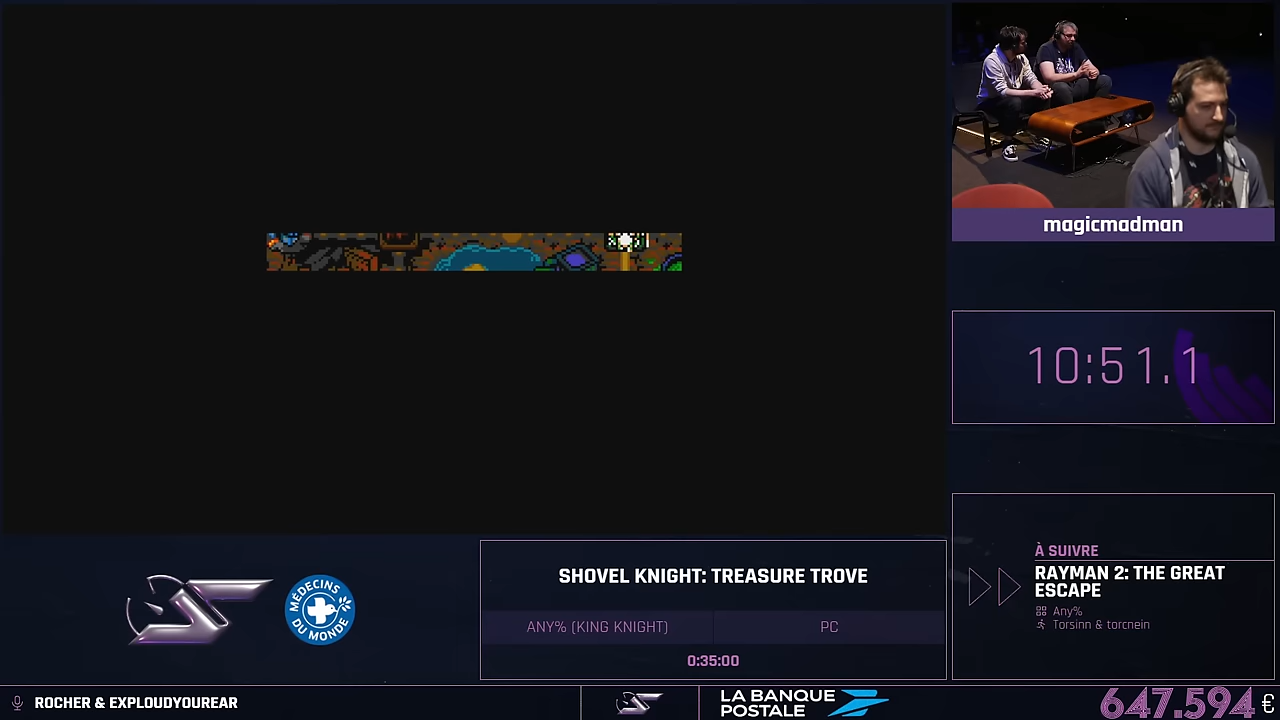 magicmadman
10:51.1
À SUIVRE
RAYMAN 2: THE GREAT
ESCAPE
Any%
Torsinn & torcnein
SHOVEL KNIGHT: TREASURE TROVE
ANY% (KING KNIGHT)
PC
0:35:00
MÉDECINS
DU MONDE
ROCHER & EXPLOUDYOUREAR
LA BANQUE
POSTALE
647.594 €